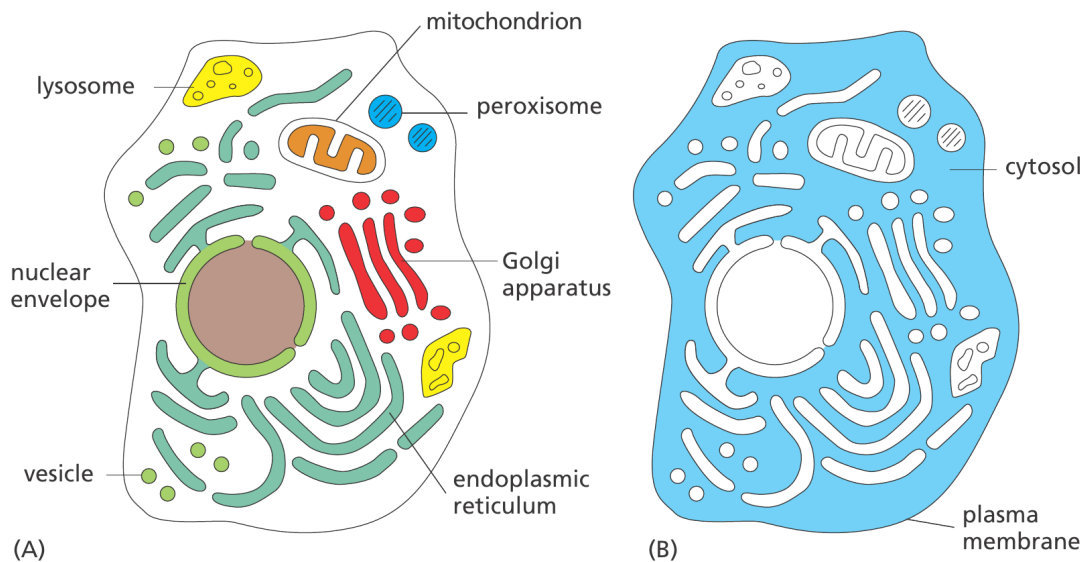 mitochondrion
lysosome
peroxisome
cytosol
nuclear
envelope
Golgi
apparatus
vesicle
endoplasmic
reticulum
plasma
membrane
(A)
(B)